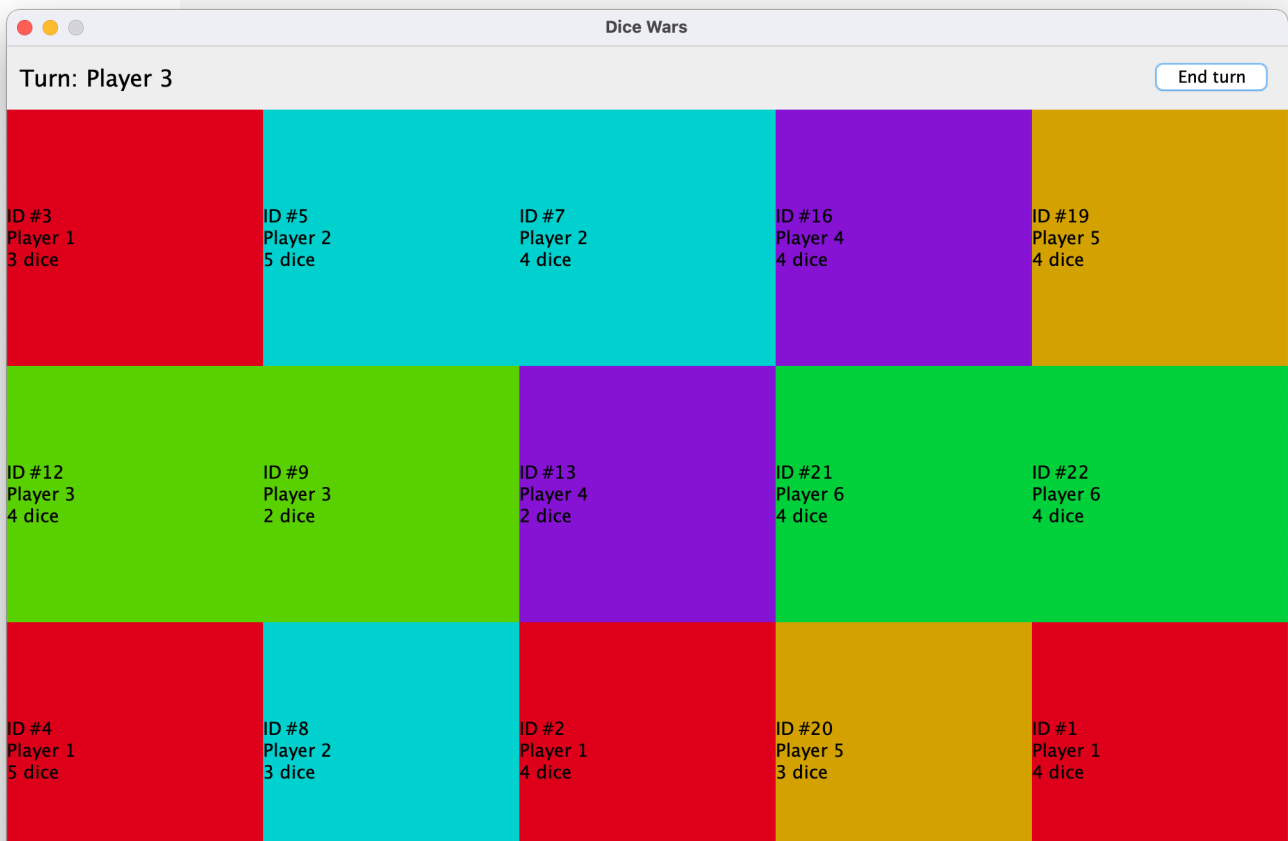 Dice Wars
Turn: Player 3
End turn
ID #3
Player 1
3 dice
ID #5
Player 2
5 dice
ID #7
Player 2
4 dice
ID #16
Player 4
4 dice
ID #19
Player 5
4 dice
ID #12
Player 3
4 dice
ID #9
Player 3
2 dice
ID #13
Player 4
2 dice
ID #21
Player 6
4 dice
ID #22
Player 6
4 dice
ID #4
Player 1
5 dice
ID #8
Player 2
3 dice
ID #2
Player 1
4 dice
ID #20
Player 5
3 dice
ID #1
Player 1
4 dice